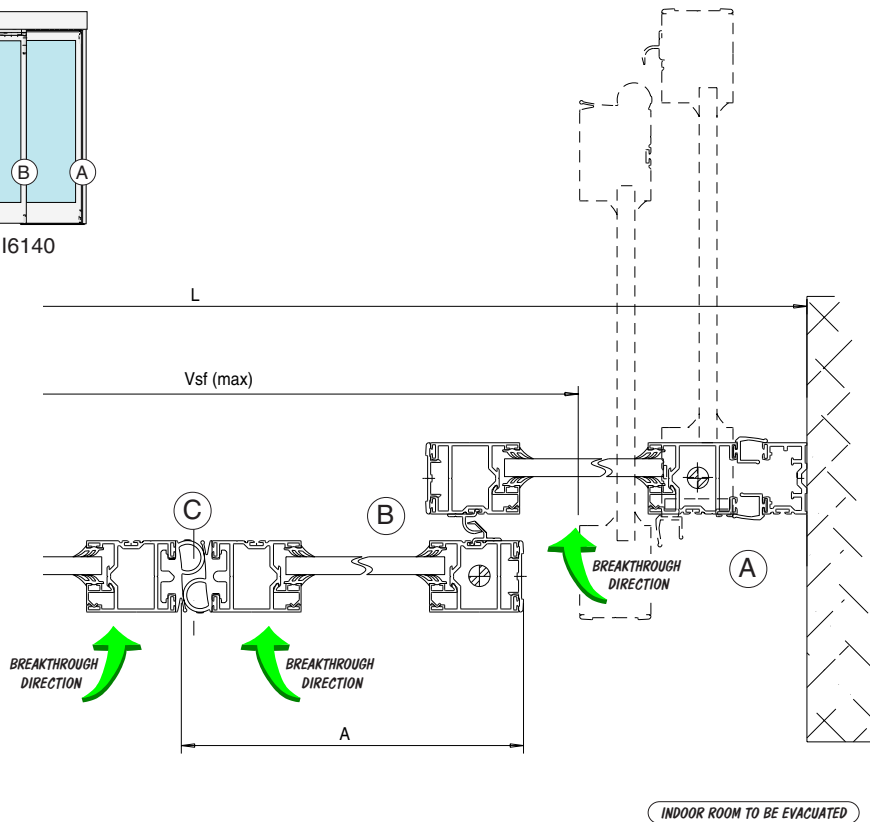 B
A
I6140
L
Vsf (max)
C
B
A
BREAKTHROUGH
DIRECTION
BREAKTHROUGH
DIRECTION
BREAKTHROUGH
DIRECTION
A
INDOOR ROOM TO BE EVACUATED